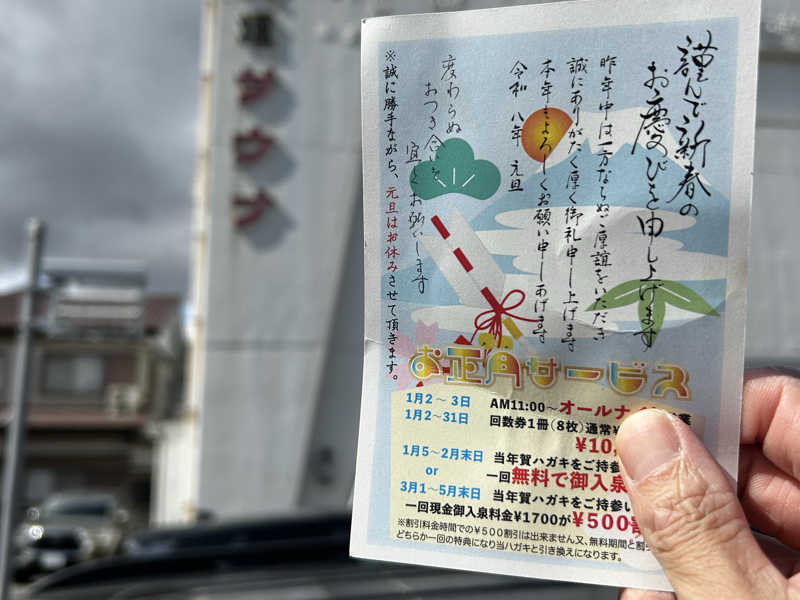 サウナ
謹んで新春の
お慶びを申し上げます
昨年中は一方ならぬご厚誼をいただき
誠にありがたく厚く御礼申し上げます
本年もよろしくお願い申しあげます
令和 八年 元旦
変わらぬ
おつき合いを
宜しくお願いします
※誠に勝手ながら、元旦はお休みさせて頂きます。
お正月サービス
1月2~3日 AM11:00~オールナ
1月2~31日 回数券1冊(8枚)通常¥
¥10,
1月5~2月末日 当年賀ハガキをご持参
or 一回無料で御入泉
3月1~5月末日 当年賀ハガキをご持参
一回現金御入泉料金¥1700が¥500
※割引料金時間での¥500割引は出来ません又、無料期間と割
どちらか一回の特典になり当ハガキと引き換えになります。